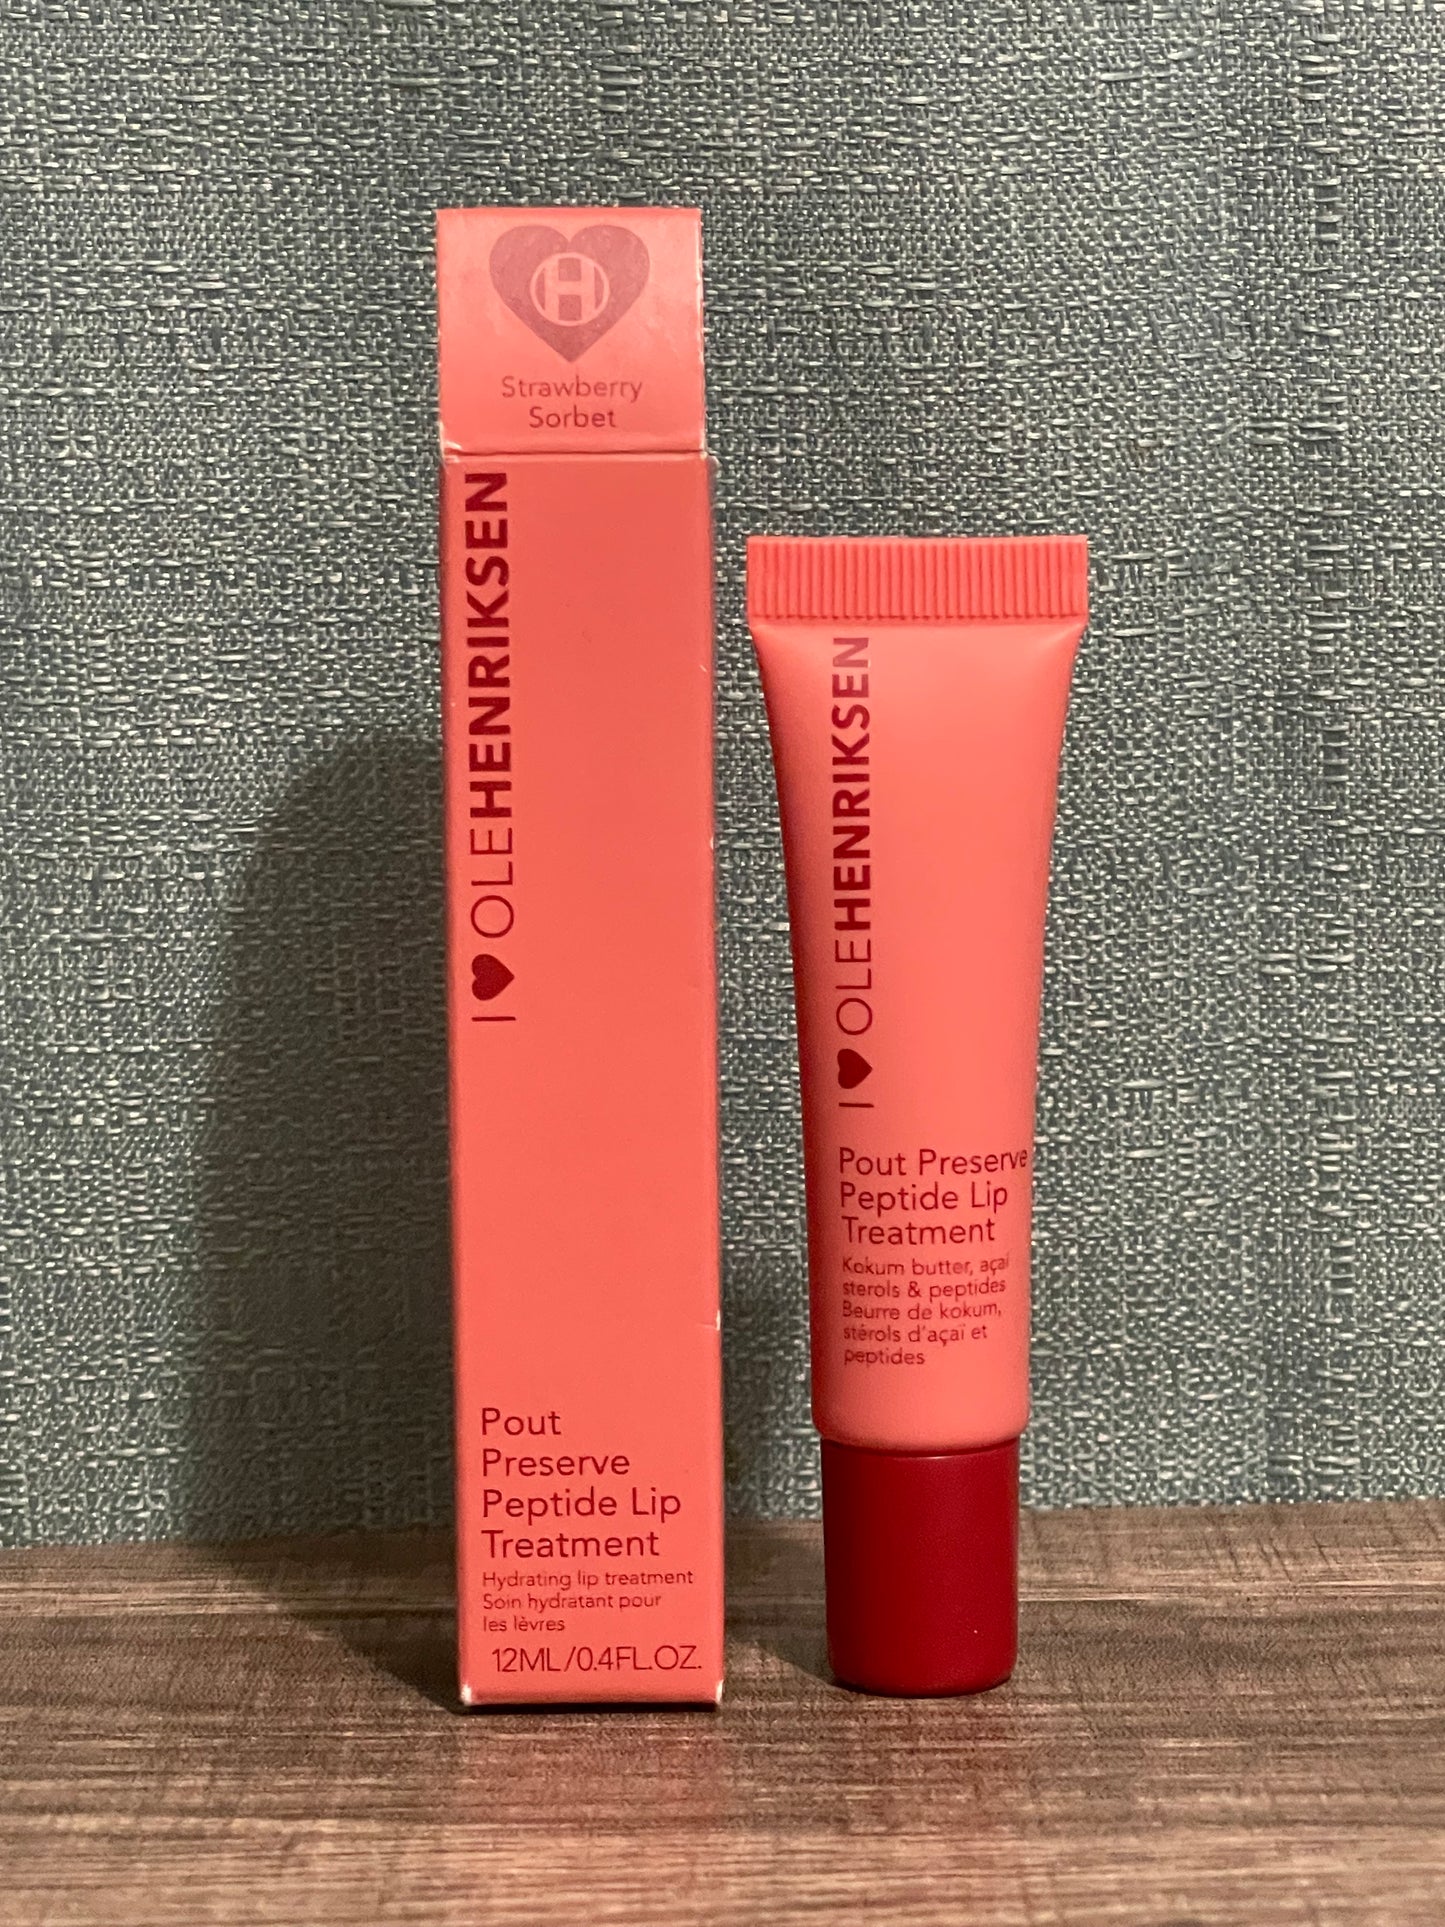 H
Strawberry
Sorbet
I ♥ OLEHENRIKSEN
Pout
Preserve
Peptide Lip
Treatment
Hydrating lip treatment
Soin hydratant pour
les lèvres
12ML/0.4FL.OZ.
I ♥ OLEHENRIKSEN
Pout Preserve
Peptide Lip
Treatment
Kokum butter, açaí
sterols & peptides
Beurre de kokum,
stérols d'açaï et
peptides